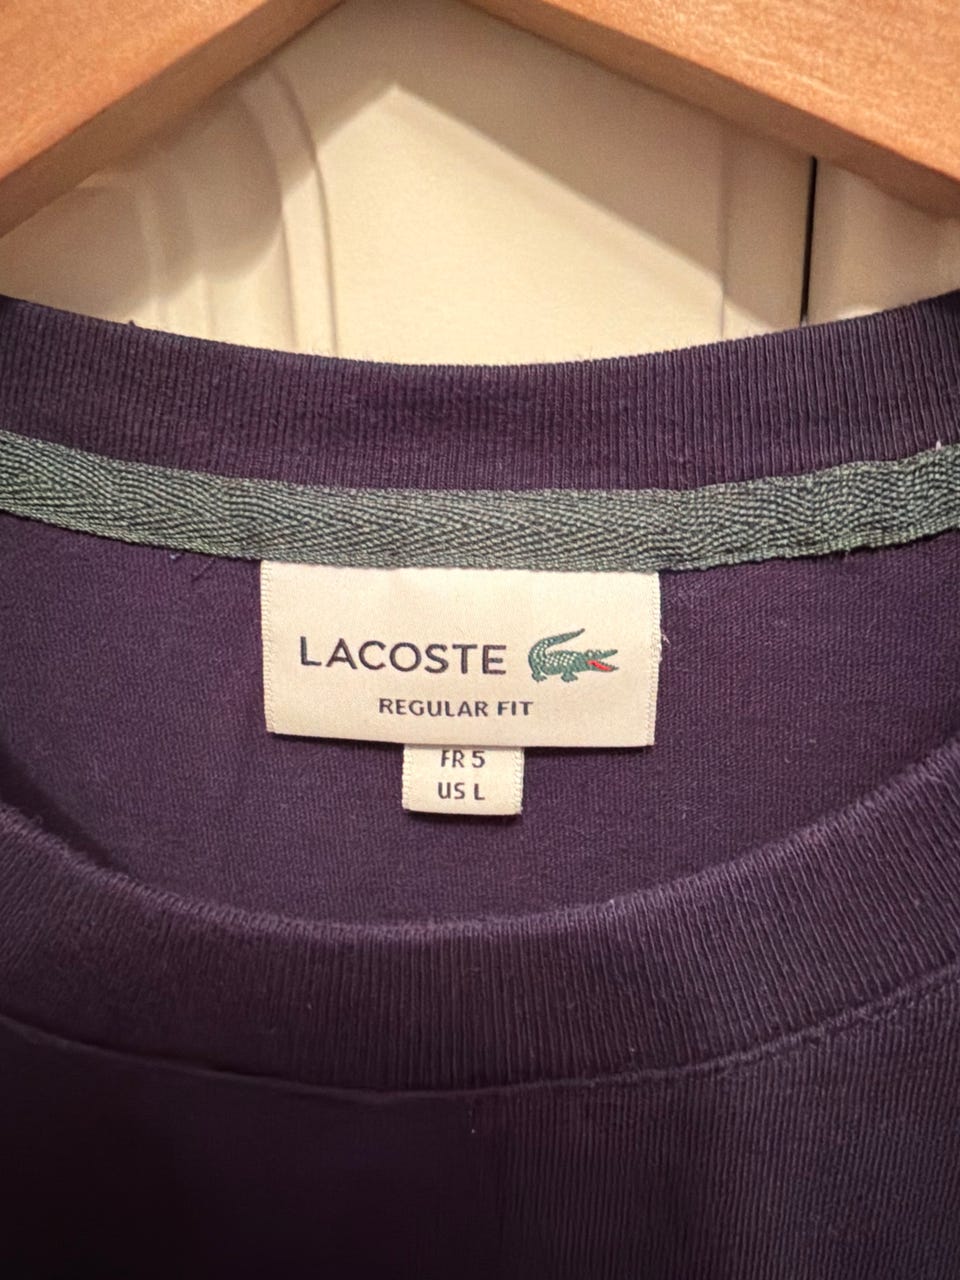 LACOSTE
REGULAR FIT
FR 5
US L